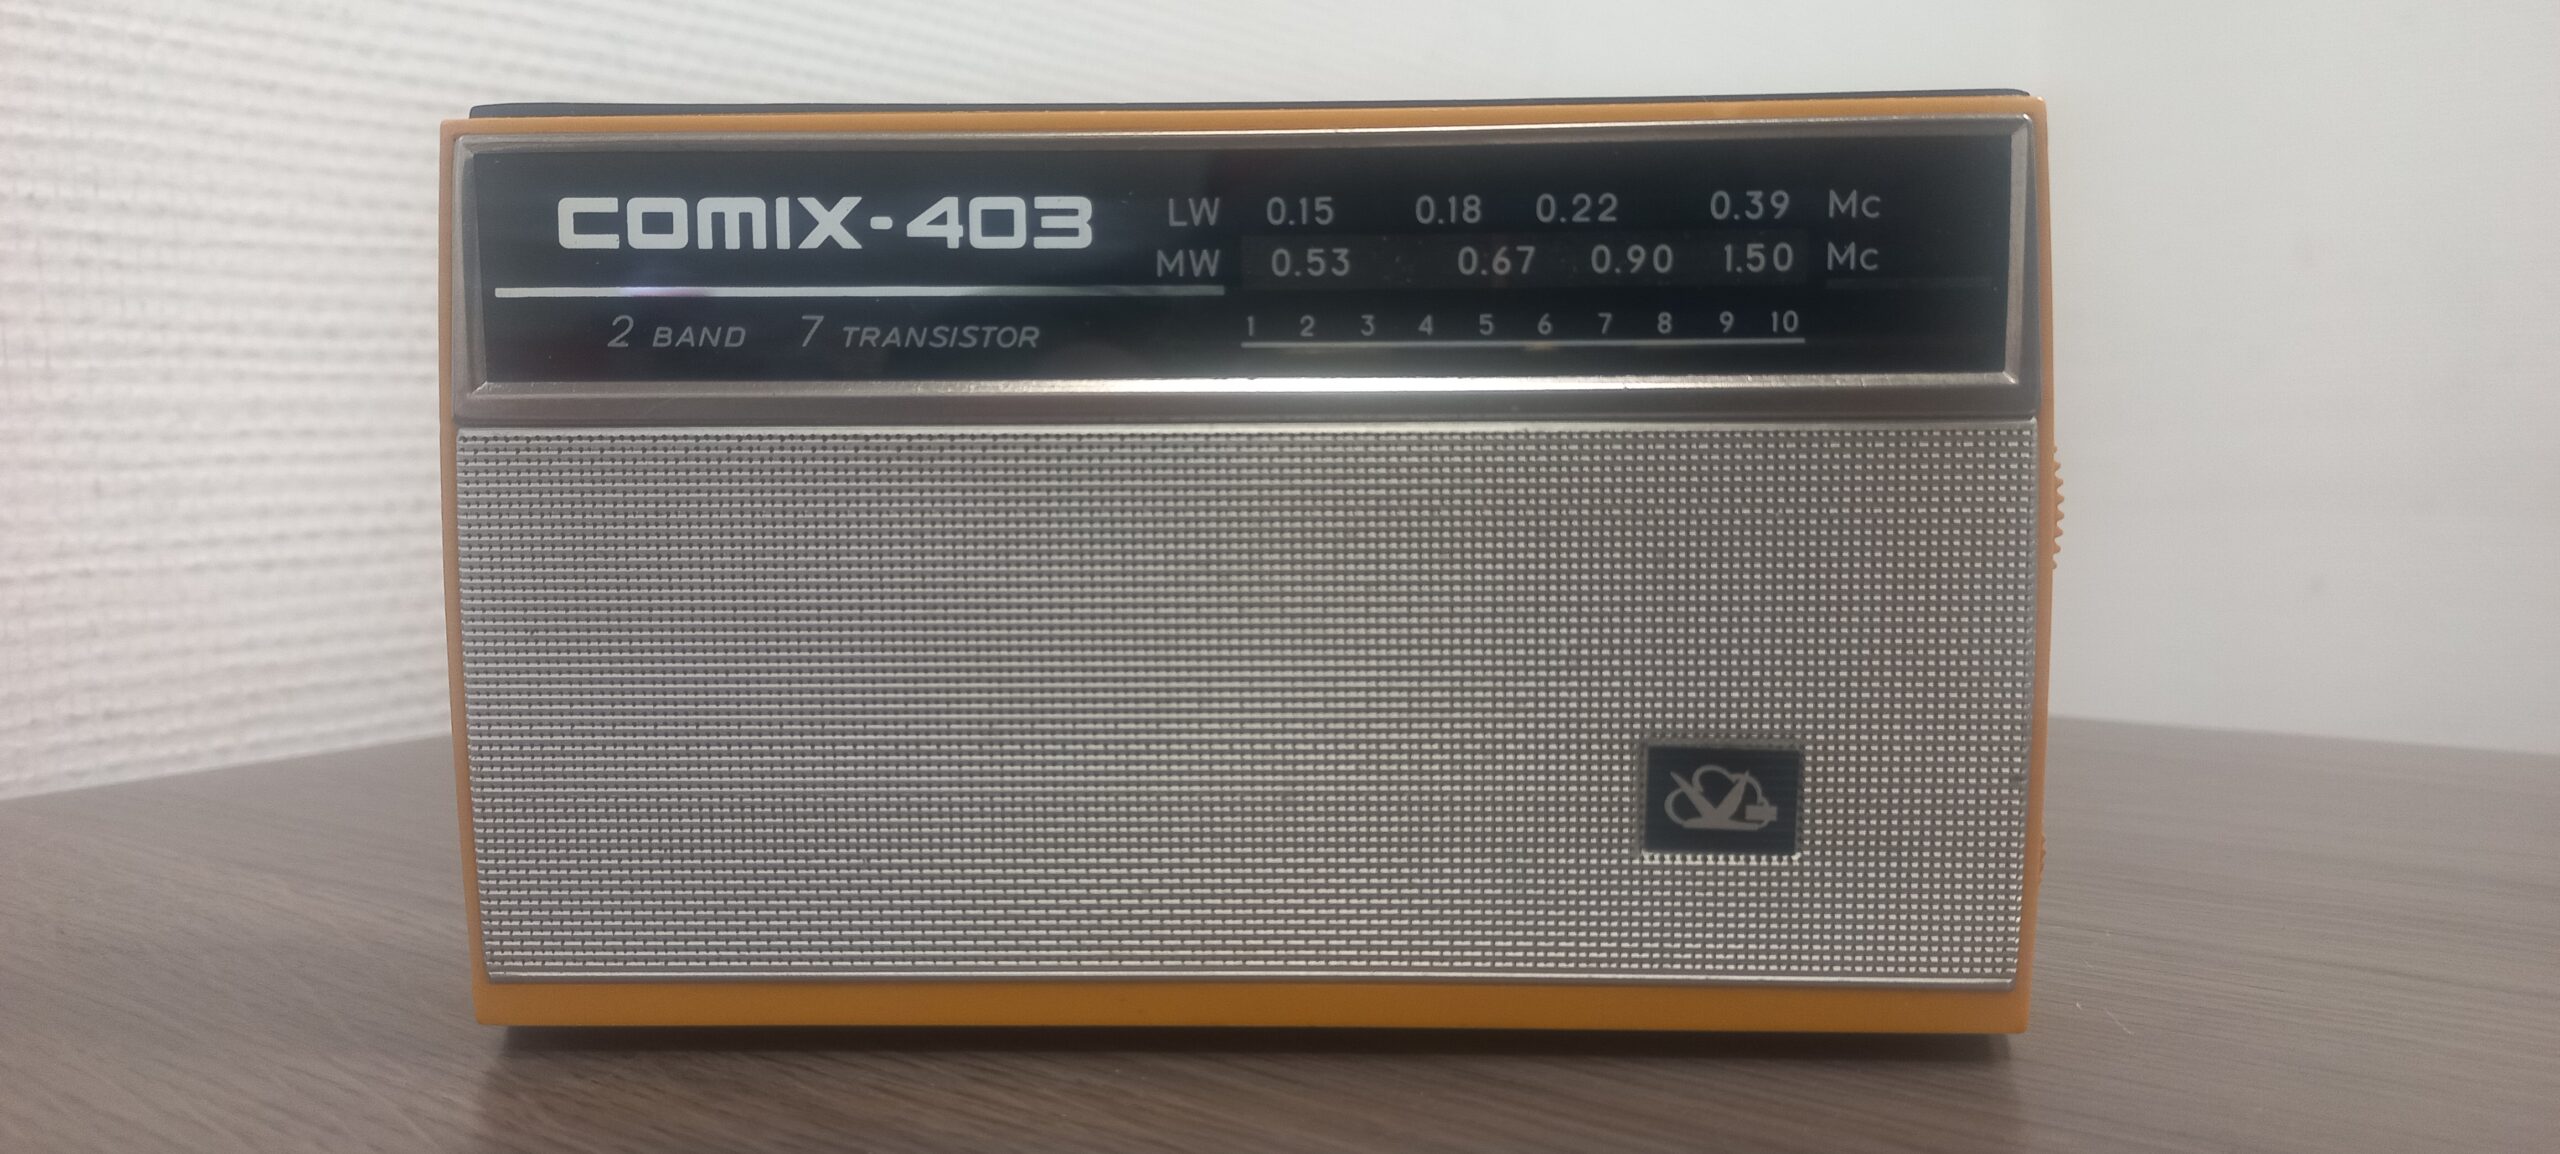 COMIX-403
LW 0.15 0.18 0.22 0.39 Mc
MW 0.53 0.67 0.90 1.50 Mc
2 BAND 7 TRANSISTOR
1 2 3 4 5 6 7 8 9 10